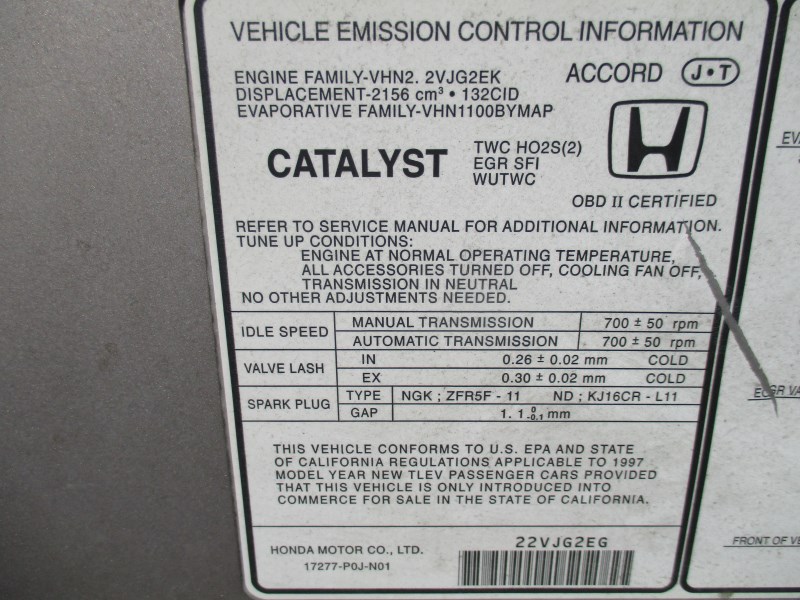 VEHICLE EMISSION CONTROL INFORMATION
ENGINE FAMILY-VHN2. 2VJG2EK
ACCORD J•T
DISPLACEMENT-2156 cm³ • 132CID
EVAPORATIVE FAMILY-VHN1100BYMAP
CATALYST
TWC HO2S(2)
EGR SFI
WUTWC
OBD II CERTIFIED
REFER TO SERVICE MANUAL FOR ADDITIONAL INFORMATION.
TUNE UP CONDITIONS:
ENGINE AT NORMAL OPERATING TEMPERATURE,
ALL ACCESSORIES TURNED OFF, COOLING FAN OFF,
TRANSMISSION IN NEUTRAL
NO OTHER ADJUSTMENTS NEEDED.
IDLE SPEED
MANUAL TRANSMISSION 700 ± 50 rpm
AUTOMATIC TRANSMISSION 700 ± 50 rpm
VALVE LASH
IN 0.26 ± 0.02 mm COLD
EX 0.30 ± 0.02 mm COLD
SPARK PLUG
TYPE NGK ; ZFR5F - 11 ND ; KJ16CR - L11
GAP 1. 1 0 -0.1 mm
THIS VEHICLE CONFORMS TO U.S. EPA AND STATE
OF CALIFORNIA REGULATIONS APPLICABLE TO 1997
MODEL YEAR NEW TLEV PASSENGER CARS PROVIDED
THAT THIS VEHICLE IS ONLY INTRODUCED INTO
COMMERCE FOR SALE IN THE STATE OF CALIFORNIA.
HONDA MOTOR CO., LTD.
17277-P0J-N01
22VJG2EG
FRONT OF